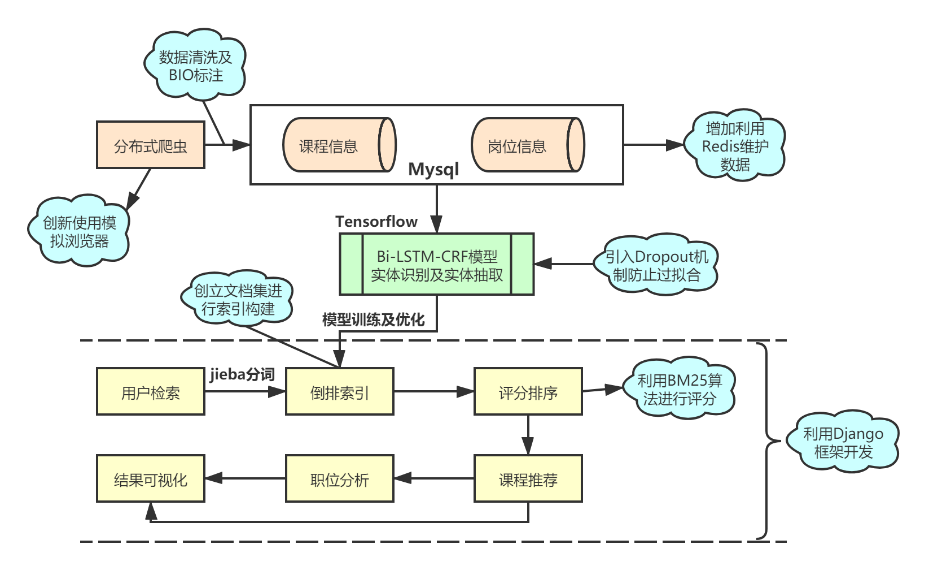 数据清洗及
BIO标注
分布式爬虫
课程信息
岗位信息
Mysql
增加利用
Redis维护
数据
创新使用模
拟浏览器
Tensorflow
Bi-LSTM-CRF模型
实体识别及实体抽取
引入Dropout机
制防止过拟合
创立文档集进
行索引构建
模型训练及优化
用户检索
jieba分词
倒排索引
评分排序
利用BM25算
法进行评分
利用Django
框架开发
结果可视化
职位分析
课程推荐